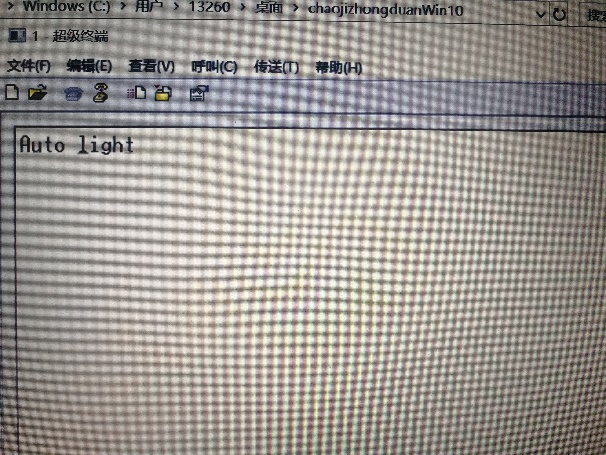 › Windows (C:) › 用户 › 13260 › 桌面 › chaojizhongduanWin10
1 - 超级终端
文件(F) 编辑(E) 查看(V) 呼叫(C) 传送(T) 帮助(H)
Auto light